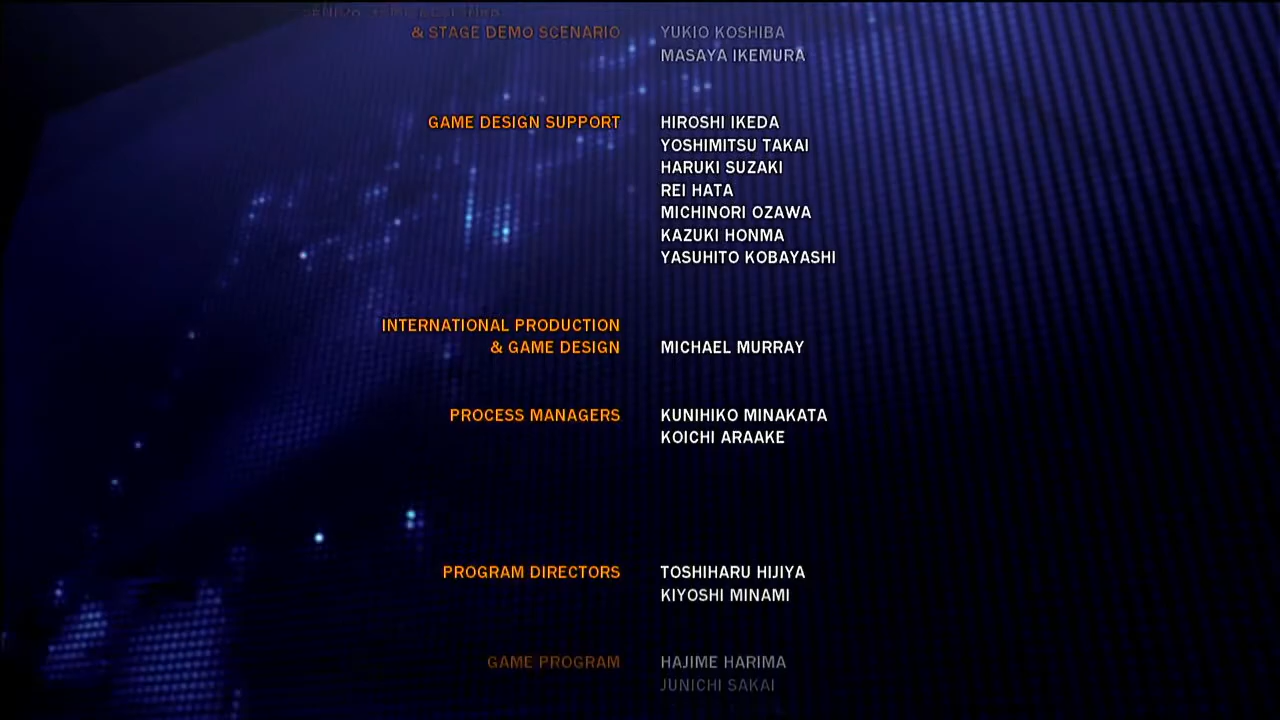 & STAGE DEMO SCENARIO YUKIO KOSHIBA
MASAYA IKEMURA
GAME DESIGN SUPPORT HIROSHI IKEDA
YOSHIMITSU TAKAI
HARUKI SUZAKI
REI HATA
MICHINORI OZAWA
KAZUKI HONMA
YASUHITO KOBAYASHI
INTERNATIONAL PRODUCTION
& GAME DESIGN MICHAEL MURRAY
PROCESS MANAGERS KUNIHIKO MINAKATA
KOICHI ARAAKE
PROGRAM DIRECTORS TOSHIHARU HIJIYA
KIYOSHI MINAMI
GAME PROGRAM HAJIME HARIMA
JUNICHI SAKAI